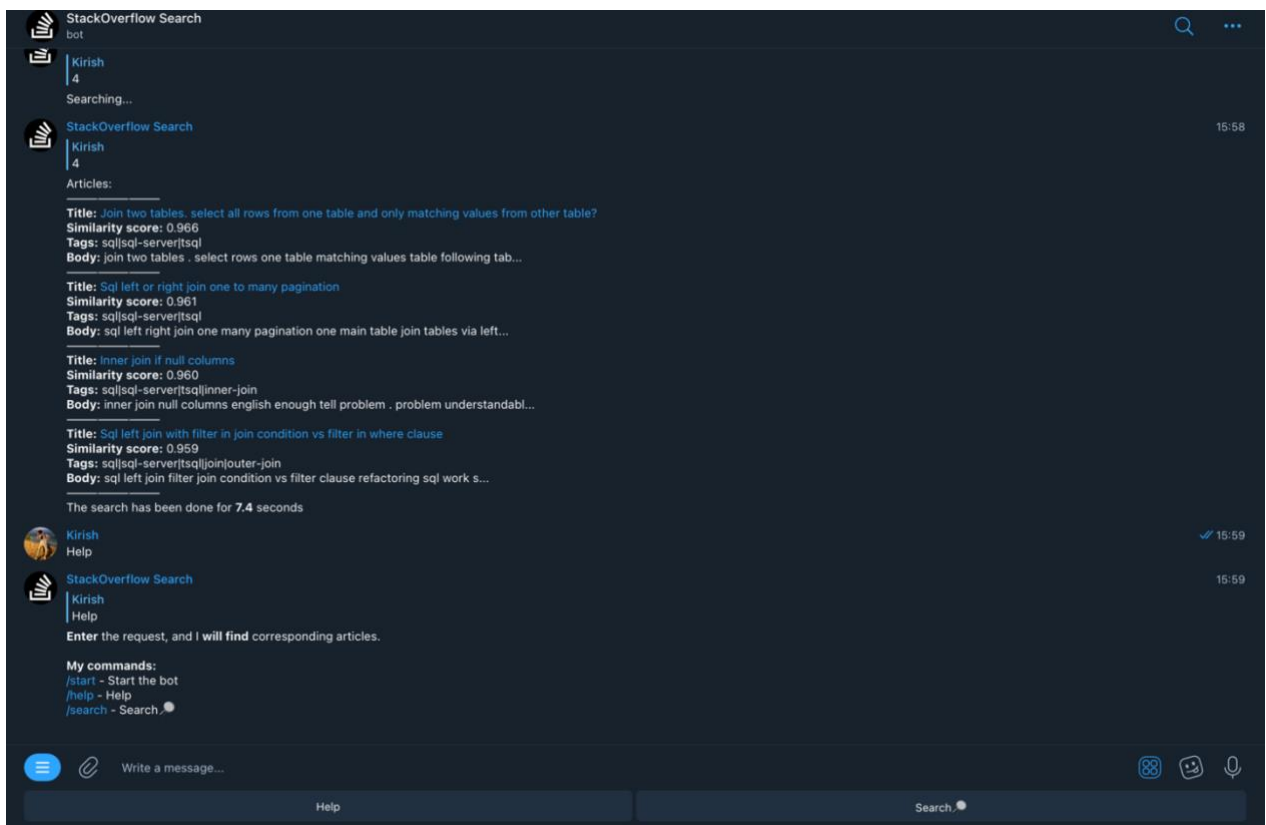 StackOverflow Search
bot
Kirish
4
Searching...
StackOverflow Search
15:58
Kirish
4
Articles:
Title: Join two tables. select all rows from one table and only matching values from other table?
Similarity score: 0.966
Tags: sql|sql-server|tsql
Body: join two tables . select rows one table matching values table following tab...
Title: Sql left or right join one to many pagination
Similarity score: 0.961
Tags: sql|sql-server|tsql
Body: sql left right join one many pagination one main table join tables via left...
Title: Inner join if null columns
Similarity score: 0.960
Tags: sql|sql-server|tsql|inner-join
Body: inner join null columns english enough tell problem . problem understandabl...
Title: Sql left join with filter in join condition vs filter in where clause
Similarity score: 0.959
Tags: sql|sql-server|tsql|join|outer-join
Body: sql left join filter join condition vs filter clause refactoring sql work s...
The search has been done for 7.4 seconds
Kirish
15:59
Help
StackOverflow Search
15:59
Kirish
Help
Enter the request, and I will find corresponding articles.
My commands:
/start - Start the bot
/help - Help
/search - Search
Write a message...
Help
Search